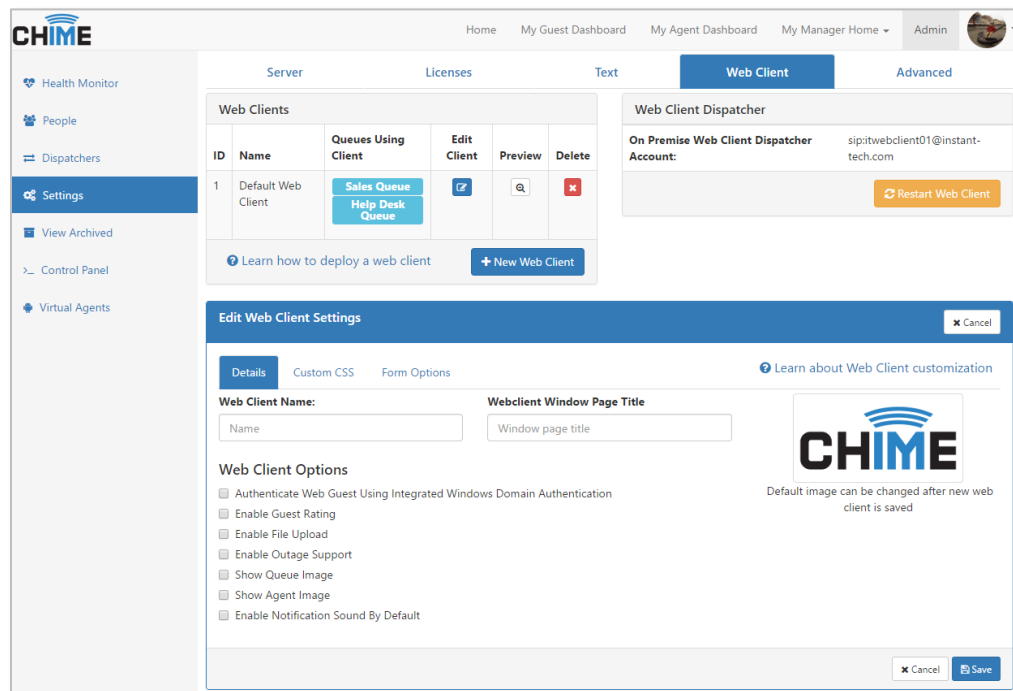 CHIME
Home My Guest Dashboard My Agent Dashboard My Manager Home Admin
Health Monitor
People
Dispatchers
Settings
View Archived
Control Panel
Virtual Agents
Server Licenses Text Web Client Advanced
Web Clients
ID Name Queues Using Client Edit Client Preview Delete
1 Default Web Client Sales Queue
Help Desk Queue
Learn how to deploy a web client
New Web Client
Web Client Dispatcher
On Premise Web Client Dispatcher Account: sip:itwebclient01@instant-tech.com
Restart Web Client
Edit Web Client Settings
Cancel
Details Custom CSS Form Options
Learn about Web Client customization
Web Client Name: Webclient Window Page Title
Name Window page title
Web Client Options
Authenticate Web Guest Using Integrated Windows Domain Authentication
Enable Guest Rating
Enable File Upload
Enable Outage Support
Show Queue Image
Show Agent Image
Enable Notification Sound By Default
CHIME
Default image can be changed after new web
client is saved
Cancel Save